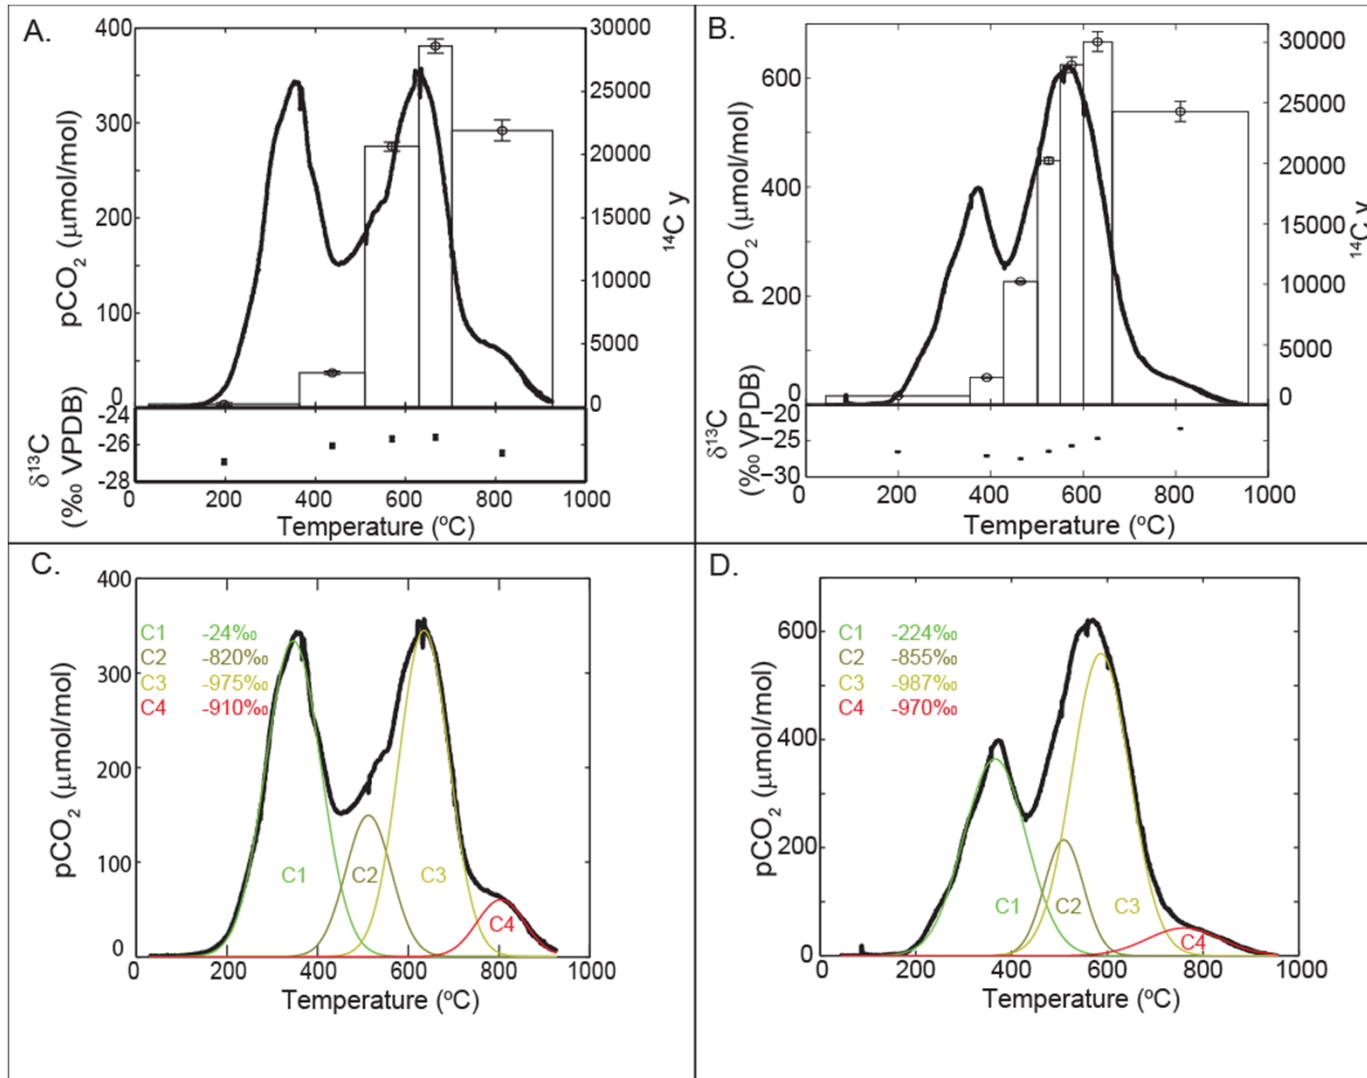 A.
400
300
200
100
0
pCO2 (μmol/mol)
30000
25000
20000
15000
10000
5000
0
14C y
-24
-26
-28
δ13C
(‰ VPDB)
0 200 400 600 800 1000
Temperature (oC)
B.
600
400
200
0
pCO2 (μmol/mol)
30000
25000
20000
15000
10000
5000
0
14C y
−20
−25
−30
δ13C
(‰ VPDB)
0 200 400 600 800 1000
Temperature (oC)
C.
400
300
200
100
0
pCO2 (μmol/mol)
C1 -24‰
C2 -820‰
C3 -975‰
C4 -910‰
C1 C2 C3 C4
0 200 400 600 800 1000
Temperature (oC)
D.
600
400
200
0
pCO2 (μmol/mol)
C1 -224‰
C2 -855‰
C3 -987‰
C4 -970‰
C1 C2 C3 C4
0 200 400 600 800 1000
Temperature (oC)